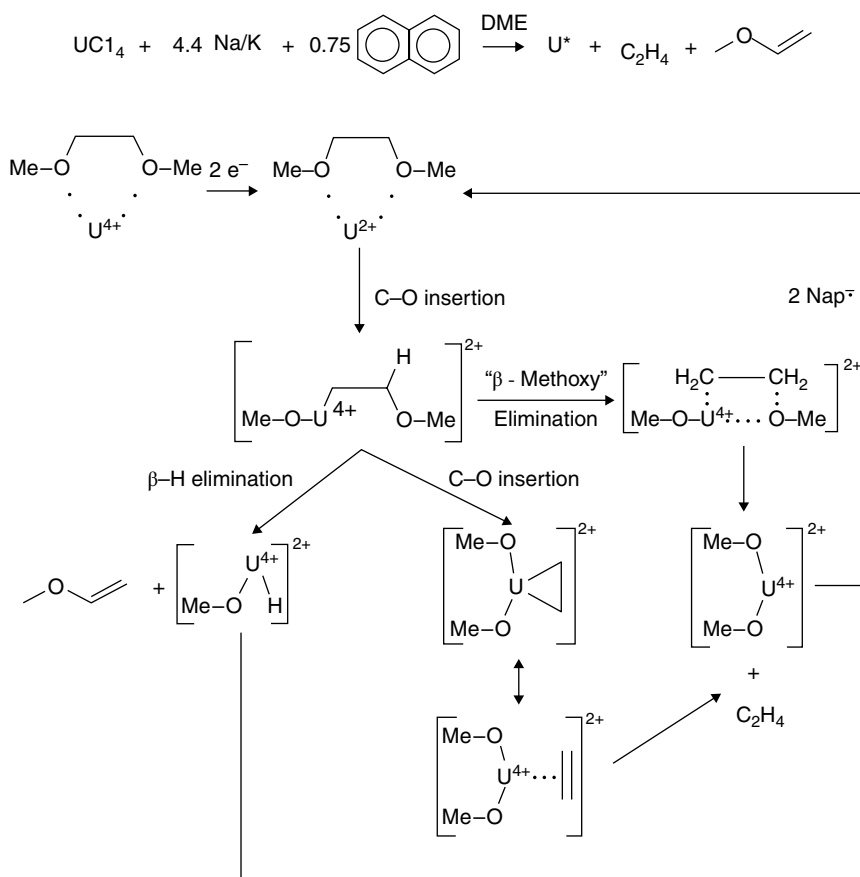 UC1₄ + 4.4 Na/K + 0.75 DME U* + C₂H₄ + O
Me–O O–Me 2 e⁻ Me–O O–Me
U⁴⁺ U²⁺
C–O insertion 2 Nap⁻•
H 2+ "β - Methoxy" H₂C CH₂ 2+
Me–O–U 4+ O–Me Elimination Me–O–U⁴⁺ O–Me
β–H elimination C–O insertion
O + Me–O U⁴⁺ H 2+
Me–O U Me–O 2+
Me–O U⁴⁺ Me–O 2+
+
C₂H₄
Me–O U⁴⁺ Me–O 2+